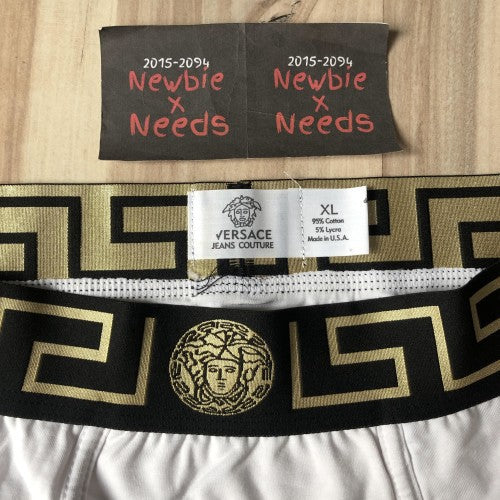 2015-2094
Newbie
x
Needs
2015-2094
Newbie
x
Needs
VERSACE
JEANS COUTURE
XL
95% Cotton
5% Lycra
Made in U.S.A.